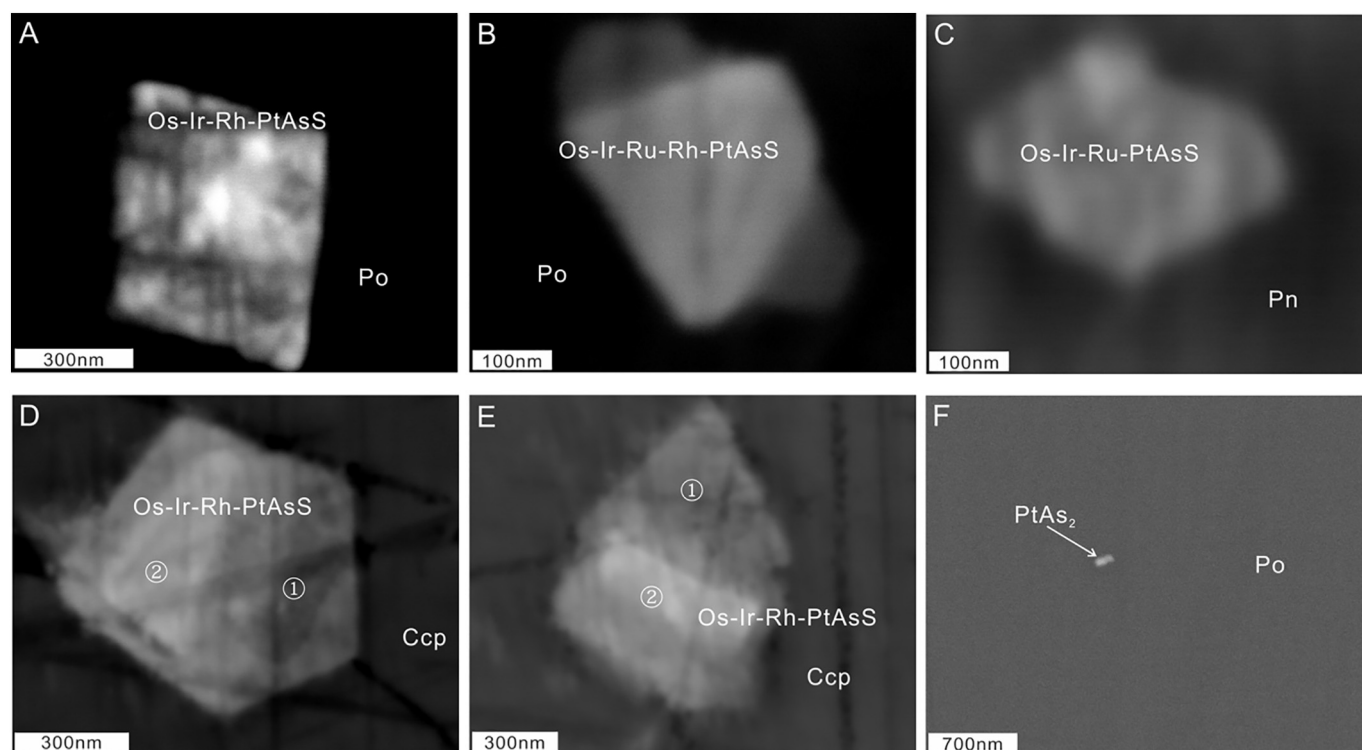 A
Os-Ir-Rh-PtAsS
Po
300nm
B
Os-Ir-Ru-Rh-PtAsS
Po
100nm
C
Os-Ir-Ru-PtAsS
Pn
100nm
D
Os-Ir-Rh-PtAsS
②
①
Ccp
300nm
E
①
②
Os-Ir-Rh-PtAsS
Ccp
300nm
F
PtAs₂
Po
700nm